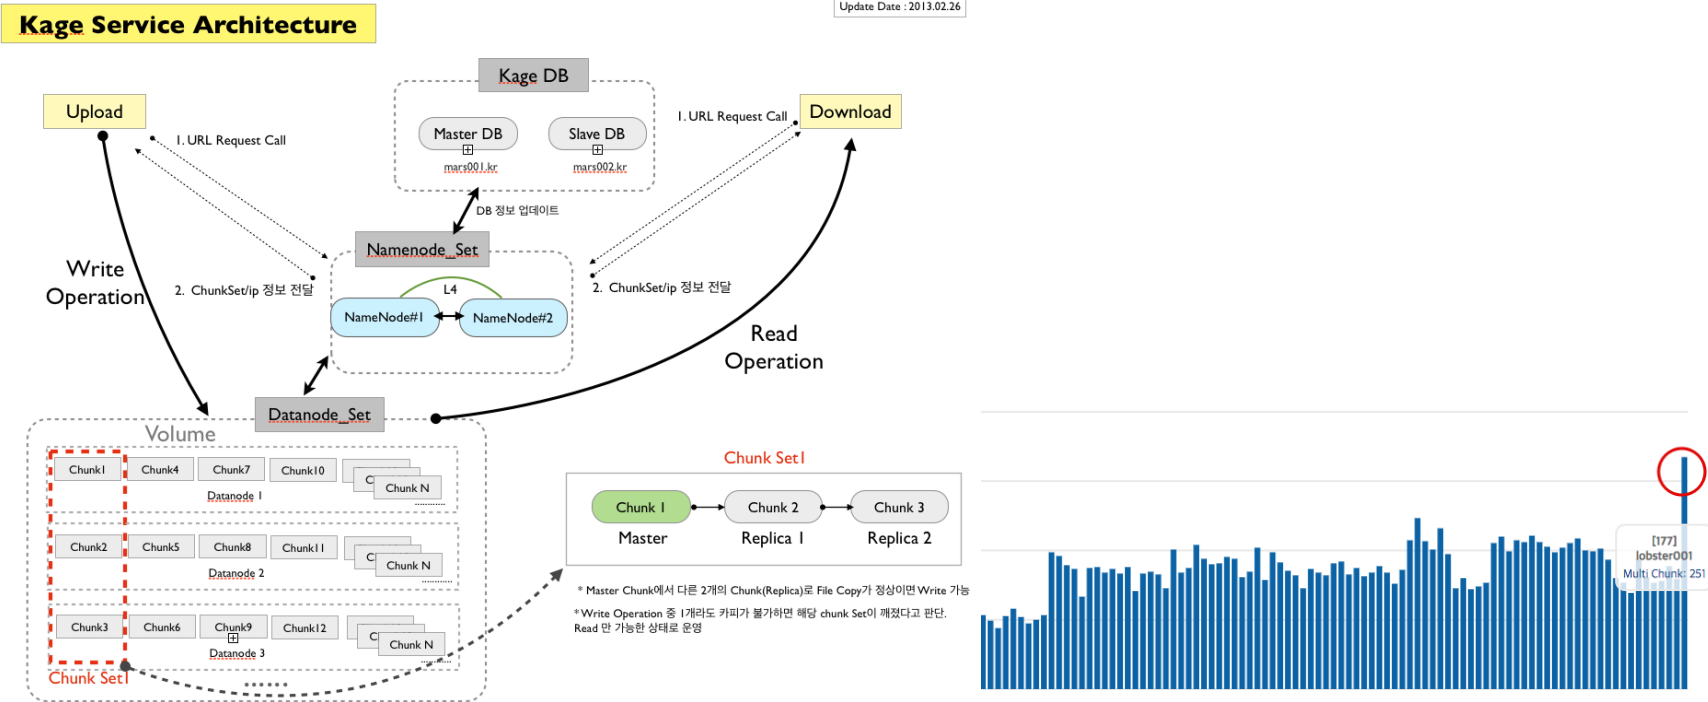 Kage Service Architecture
Update Date : 2013.02.26
Kage DB
Upload
Download
1. URL Request Call
1. URL Request Call
Master DB
Slave DB
mars001.kr
mars002.kr
DB 정보 업데이트
Namenode_Set
Write
Operation
2. ChunkSet/ip 정보 전달
L4
2. ChunkSet/ip 정보 전달
NameNode#1
NameNode#2
Read
Operation
Datanode_Set
Volume
Chunk1
Chunk4
Chunk7
Chunk10
C
Chunk N
Datanode 1
............
Chunk2
Chunk5
Chunk8
Chunk11
C
Chunk N
Datanode 2
............
Chunk3
Chunk6
Chunk9
Chunk12
C
Chunk N
Datanode 3
............
Chunk Set1
......
Chunk Set1
Chunk 1
Chunk 2
Chunk 3
Master
Replica 1
Replica 2
* Master Chunk에서 다른 2개의 Chunk(Replica)로 File Copy가 정상이면 Write 가능
* Write Operation 중 1개라도 카피가 불가하면 해당 chunk Set이 깨졌다고 판단.
Read 만 가능한 상태로 운영
[177]
lobster001
Multi Chunk: 251